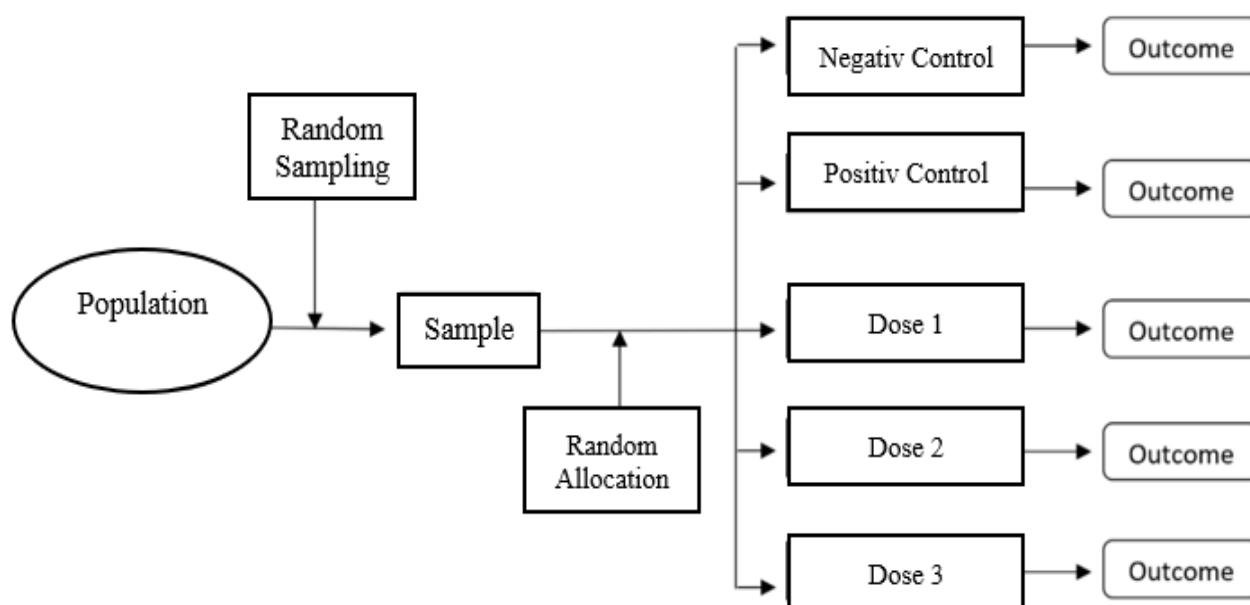 Negativ Control
Outcome
Random
Sampling
Positiv Control
Outcome
Population
Sample
Dose 1
Outcome
Random
Allocation
Dose 2
Outcome
Dose 3
Outcome